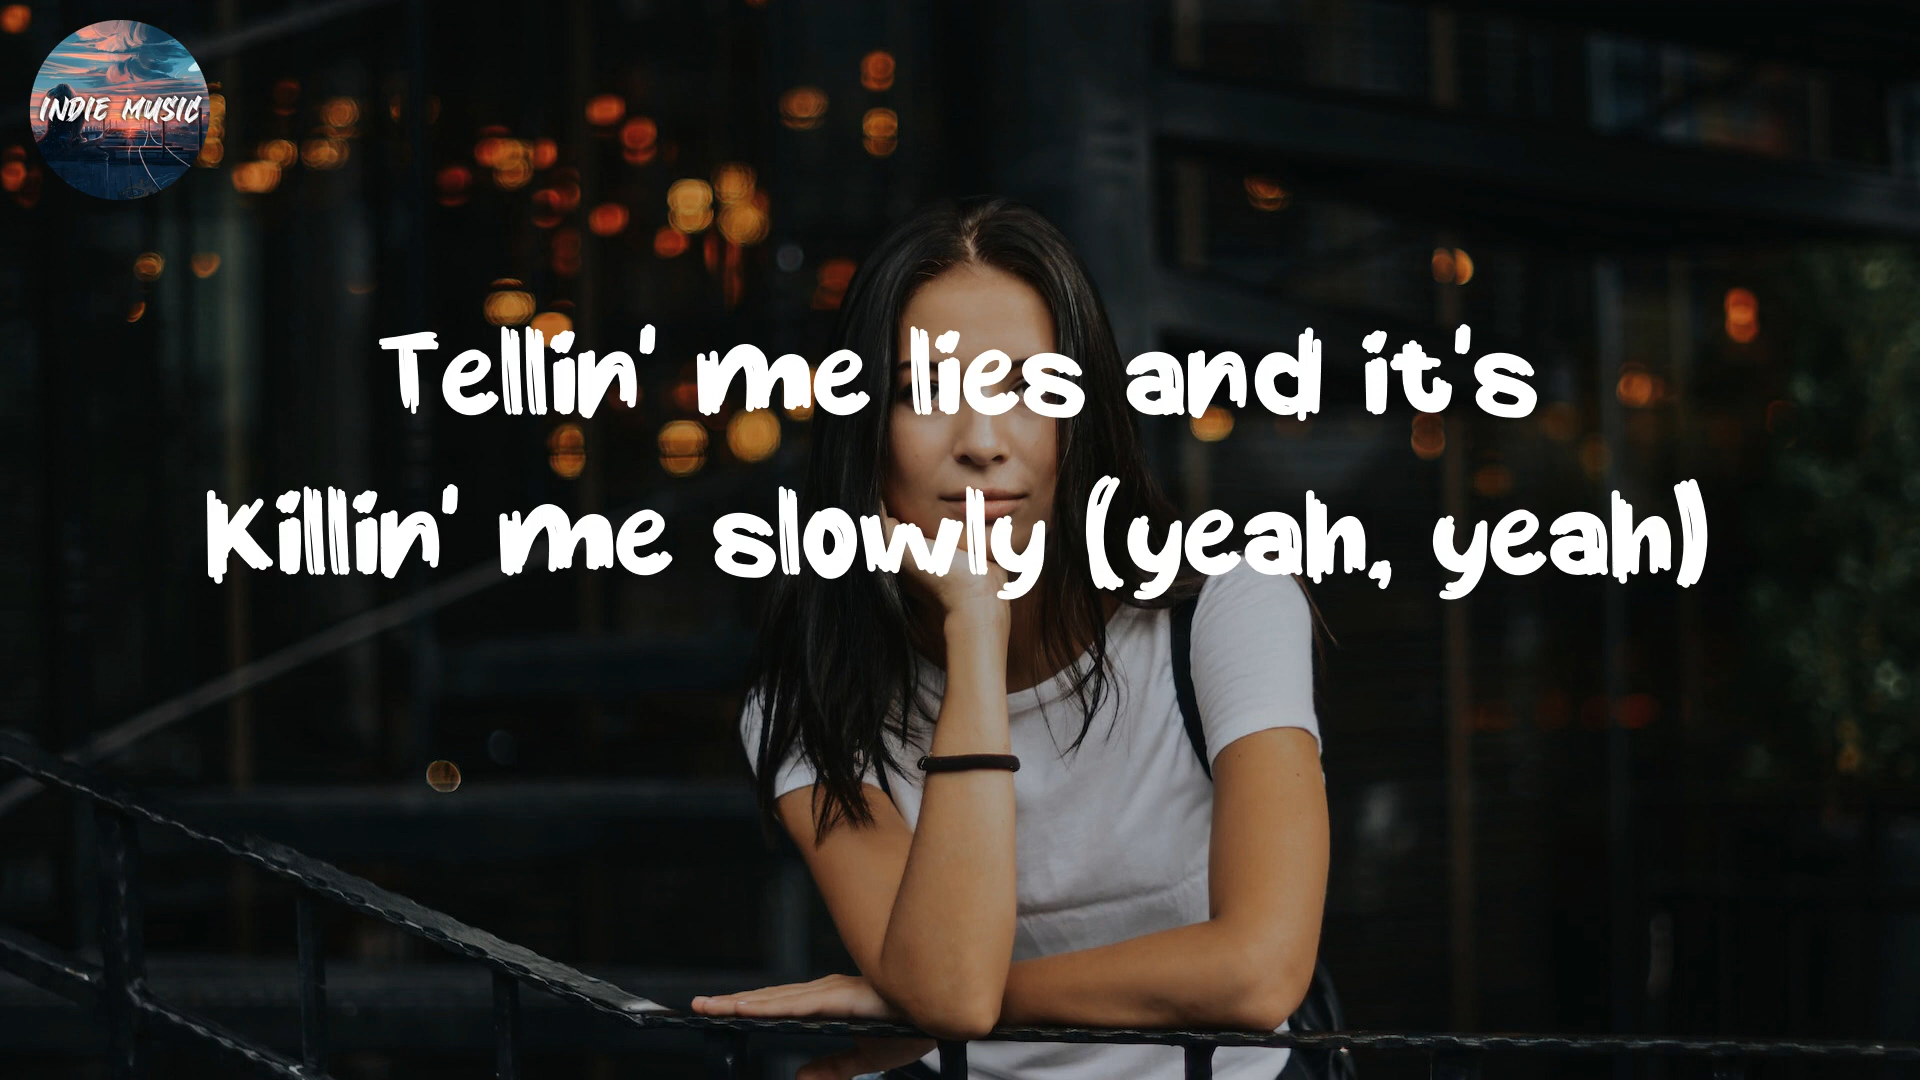 INDIE MUSIC
Tellin' me lies and it's
Killin' me slowly (yeah, yeah)